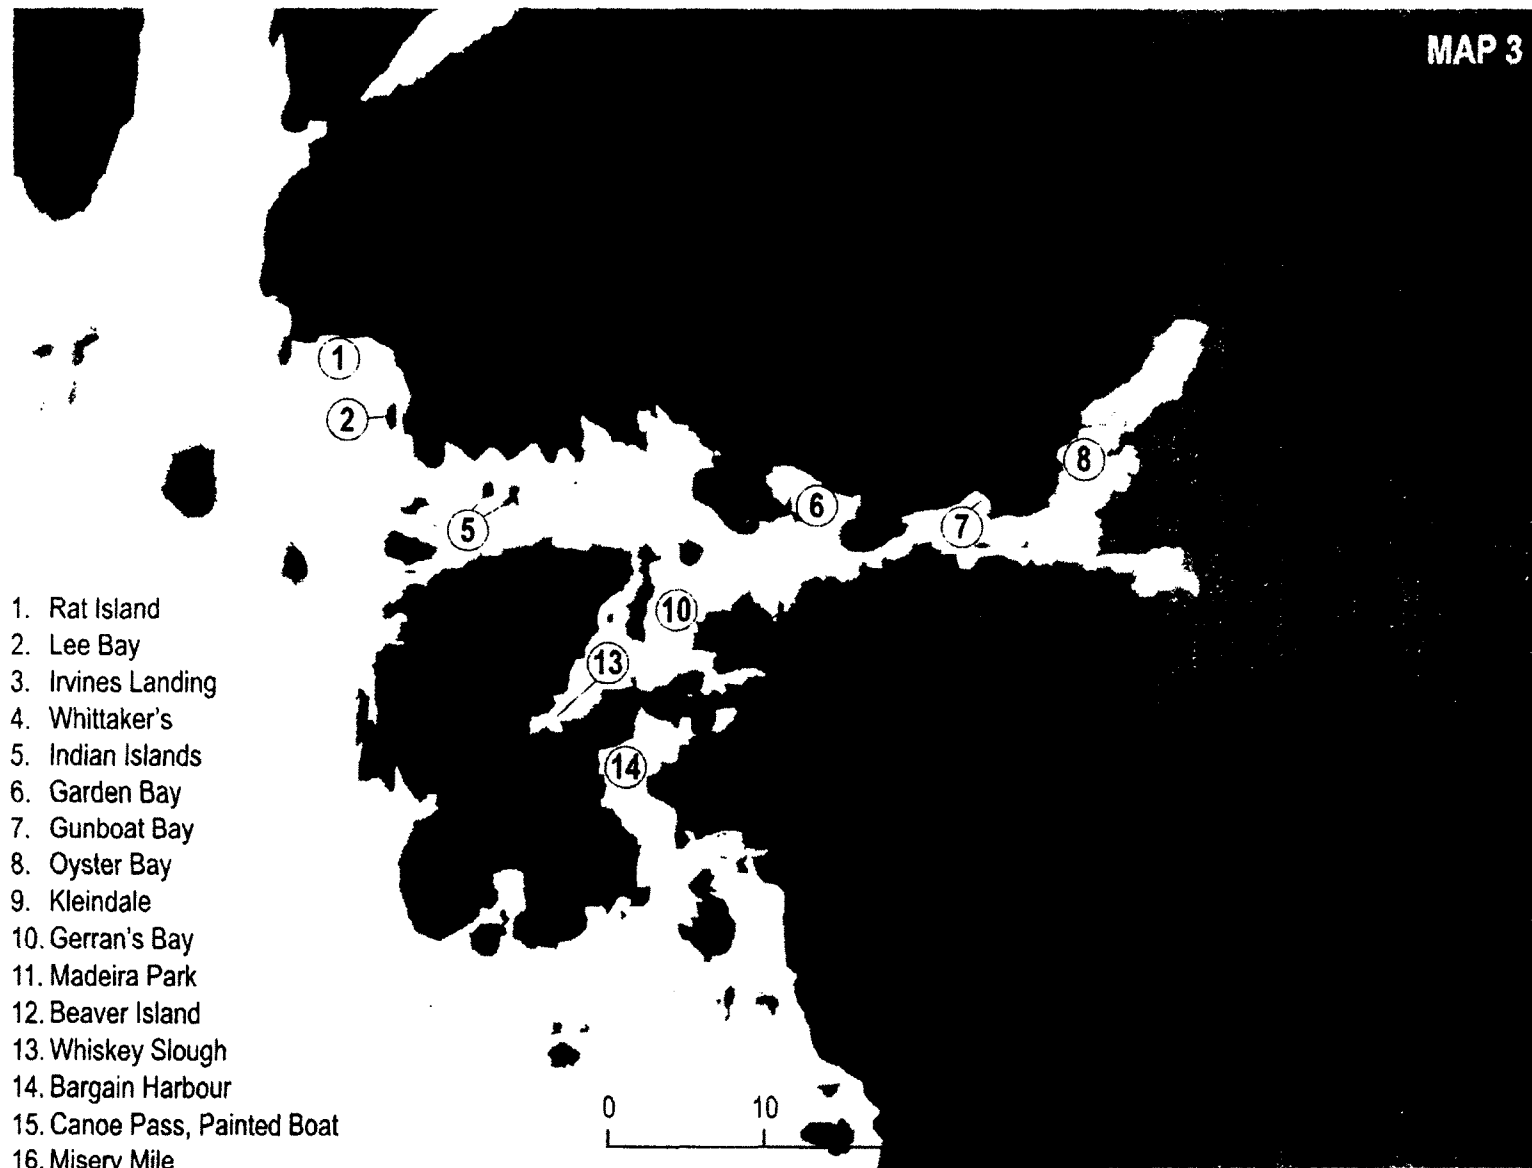 MAP 3
1
2
8
6
7
5
10
13
14
1. Rat Island
2. Lee Bay
3. Irvines Landing
4. Whittaker's
5. Indian Islands
6. Garden Bay
7. Gunboat Bay
8. Oyster Bay
9. Kleindale
10. Gerran's Bay
11. Madeira Park
12. Beaver Island
13. Whiskey Slough
14. Bargain Harbour
15. Canoe Pass, Painted Boat
16. Misery Mile
0 10